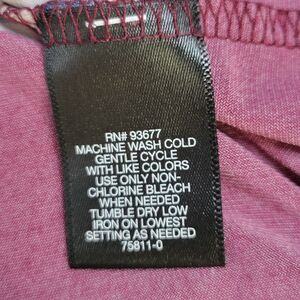 RN# 93677
MACHINE WASH COLD
GENTLE CYCLE
WITH LIKE COLORS
USE ONLY NON-
CHLORINE BLEACH
WHEN NEEDED
TUMBLE DRY LOW
IRON ON LOWEST
SETTING AS NEEDED
75811-0